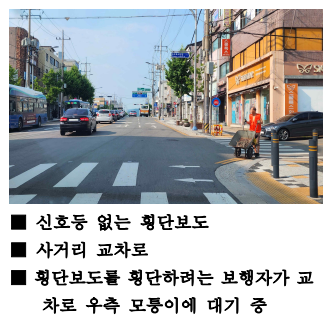 ■ 신호등 없는 횡단보도
■ 사거리 교차로
■ 횡단보도를 횡단하려는 보행자가 교
차로 우측 모퉁이에 대기 중